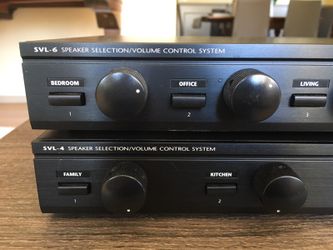 SVL-6 SPEAKER SELECTION/VOLUME CONTROL SYSTEM
BEDROOM OFFICE LIVING
1 2 3
SVL-4 SPEAKER SELECTION/VOLUME CONTROL SYSTEM
FAMILY KITCHEN
1 2